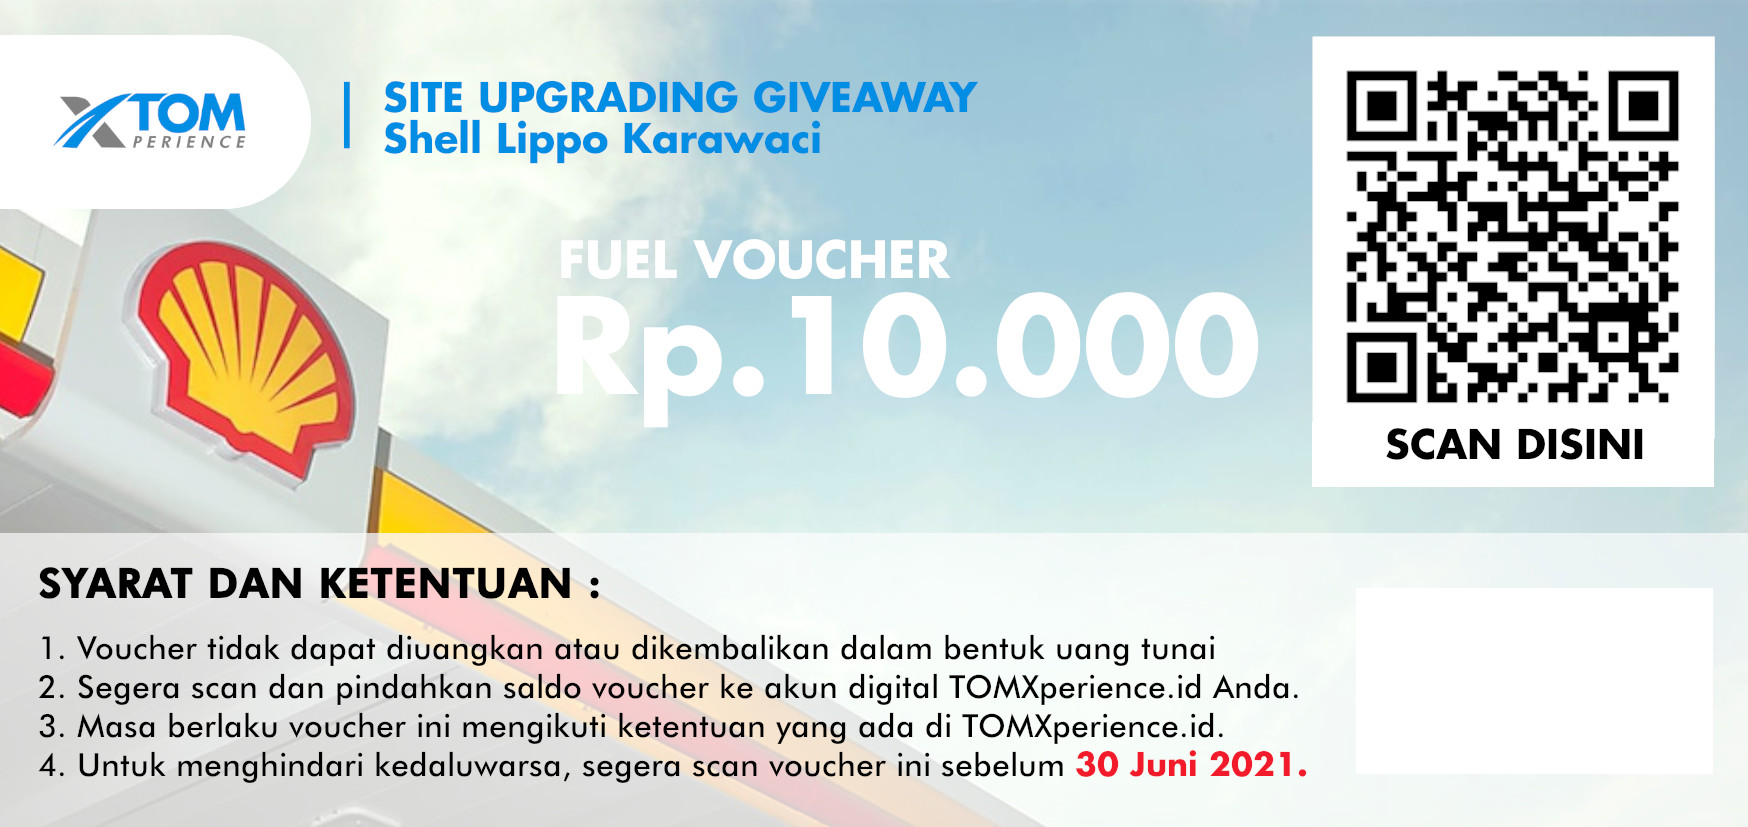 XTOM
PERIENCE
SITE UPGRADING GIVEAWAY
Shell Lippo Karawaci
FUEL VOUCHER
Rp.10.000
SCAN DISINI
SYARAT DAN KETENTUAN :
1. Voucher tidak dapat diuangkan atau dikembalikan dalam bentuk uang tunai
2. Segera scan dan pindahkan saldo voucher ke akun digital TOMXperience.id Anda.
3. Masa berlaku voucher ini mengikuti ketentuan yang ada di TOMXperience.id.
4. Untuk menghindari kedaluwarsa, segera scan voucher ini sebelum 30 Juni 2021.